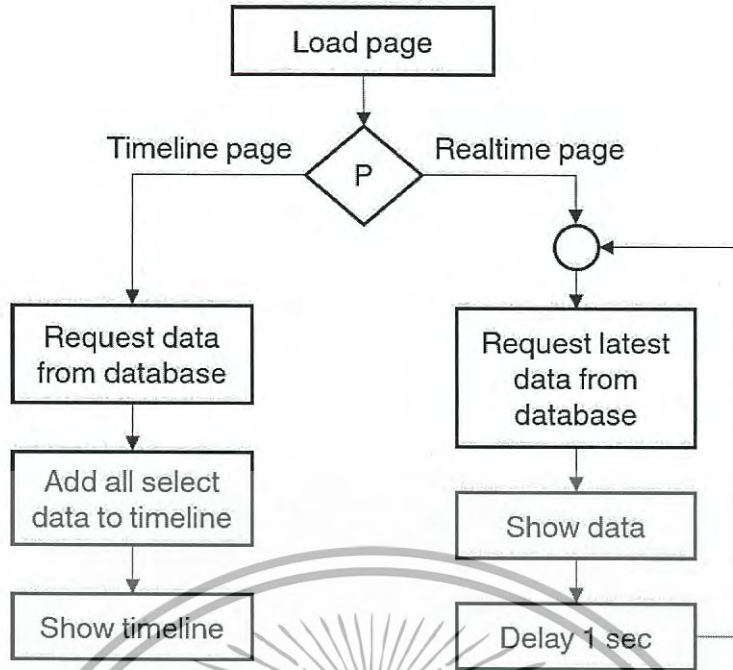 Load page
Timeline page
P
Realtime page
Request data
from database
Add all select
data to timeline
Show timeline
Request latest
data from
database
Show data
Delay 1 sec